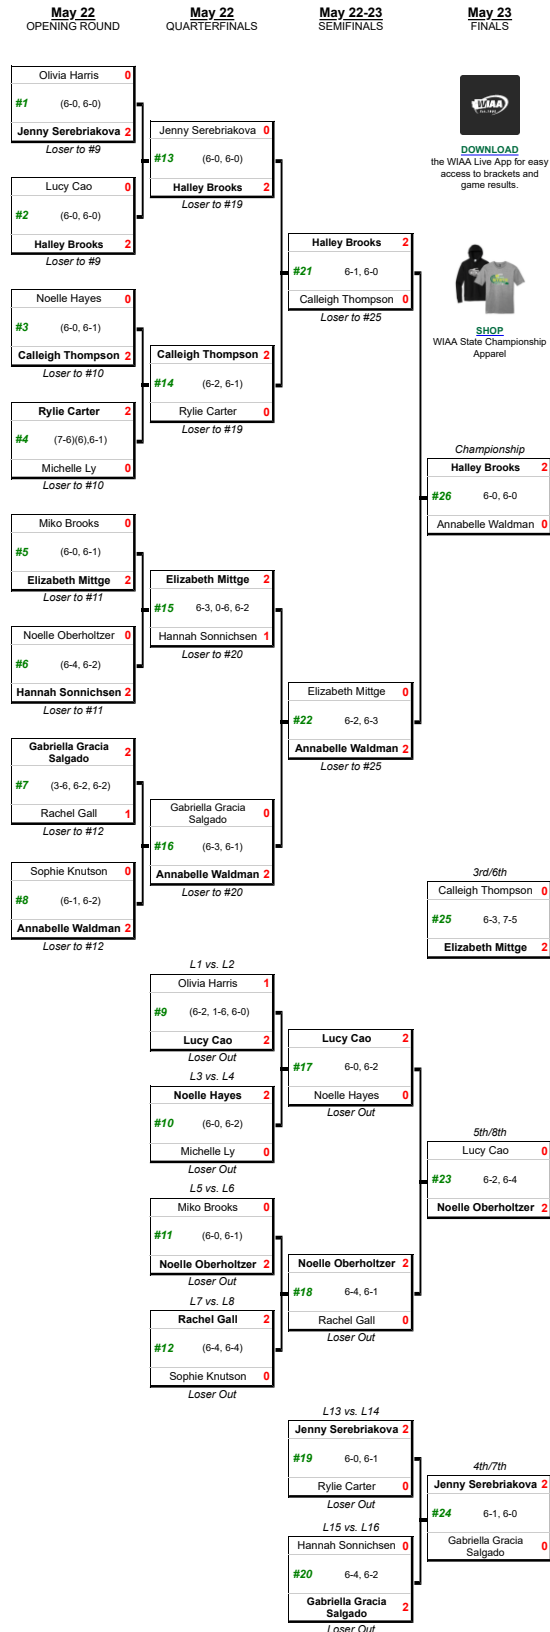 May 22
OPENING ROUND
May 22
QUARTERFINALS
May 22-23
SEMIFINALS
May 23
FINALS
Olivia Harris 0
#1 (6-0, 6-0)
Jenny Serebriakova 2
Loser to #9
Lucy Cao 0
#2 (6-0, 6-0)
Halley Brooks 2
Loser to #9
Noelle Hayes 0
#3 (6-0, 6-1)
Calleigh Thompson 2
Loser to #10
Rylie Carter 2
#4 (7-6)(6),6-1)
Michelle Ly 0
Loser to #10
Miko Brooks 0
#5 (6-0, 6-1)
Elizabeth Mittge 2
Loser to #11
Noelle Oberholtzer 0
#6 (6-4, 6-2)
Hannah Sonnichsen 2
Loser to #11
Gabriella Gracia
Salgado 2
#7 (3-6, 6-2, 6-2)
Rachel Gall 1
Loser to #12
Sophie Knutson 0
#8 (6-1, 6-2)
Annabelle Waldman 2
Loser to #12
Jenny Serebriakova 0
#13 (6-0, 6-0)
Halley Brooks 2
Loser to #19
Calleigh Thompson 2
#14 (6-2, 6-1)
Rylie Carter 0
Loser to #19
Elizabeth Mittge 2
#15 6-3, 0-6, 6-2
Hannah Sonnichsen 1
Loser to #20
Gabriella Gracia
Salgado 0
#16 (6-3, 6-1)
Annabelle Waldman 2
Loser to #20
Halley Brooks 2
#21 6-1, 6-0
Calleigh Thompson 0
Loser to #25
Elizabeth Mittge 0
#22 6-2, 6-3
Annabelle Waldman 2
Loser to #25
WIAA
DOWNLOAD
the WIAA Live App for easy
access to brackets and
game results.
SHOP
WIAA State Championship
Apparel
Championship
Halley Brooks 2
#26 6-0, 6-0
Annabelle Waldman 0
3rd/6th
Calleigh Thompson 0
#25 6-3, 7-5
Elizabeth Mittge 2
L1 vs. L2
Olivia Harris 1
#9 (6-2, 1-6, 6-0)
Lucy Cao 2
Loser Out
L3 vs. L4
Noelle Hayes 2
#10 (6-0, 6-2)
Michelle Ly 0
Loser Out
L5 vs. L6
Miko Brooks 0
#11 (6-0, 6-1)
Noelle Oberholtzer 2
Loser Out
L7 vs. L8
Rachel Gall 2
#12 (6-4, 6-4)
Sophie Knutson 0
Loser Out
Lucy Cao 2
#17 6-0, 6-2
Noelle Hayes 0
Loser Out
Noelle Oberholtzer 2
#18 6-4, 6-1
Rachel Gall 0
Loser Out
5th/8th
Lucy Cao 0
#23 6-2, 6-4
Noelle Oberholtzer 2
L13 vs. L14
Jenny Serebriakova 2
#19 6-0, 6-1
Rylie Carter 0
Loser Out
L15 vs. L16
Hannah Sonnichsen 0
#20 6-4, 6-2
Gabriella Gracia
Salgado 2
Loser Out
4th/7th
Jenny Serebriakova 2
#24 6-1, 6-0
Gabriella Gracia
Salgado 0